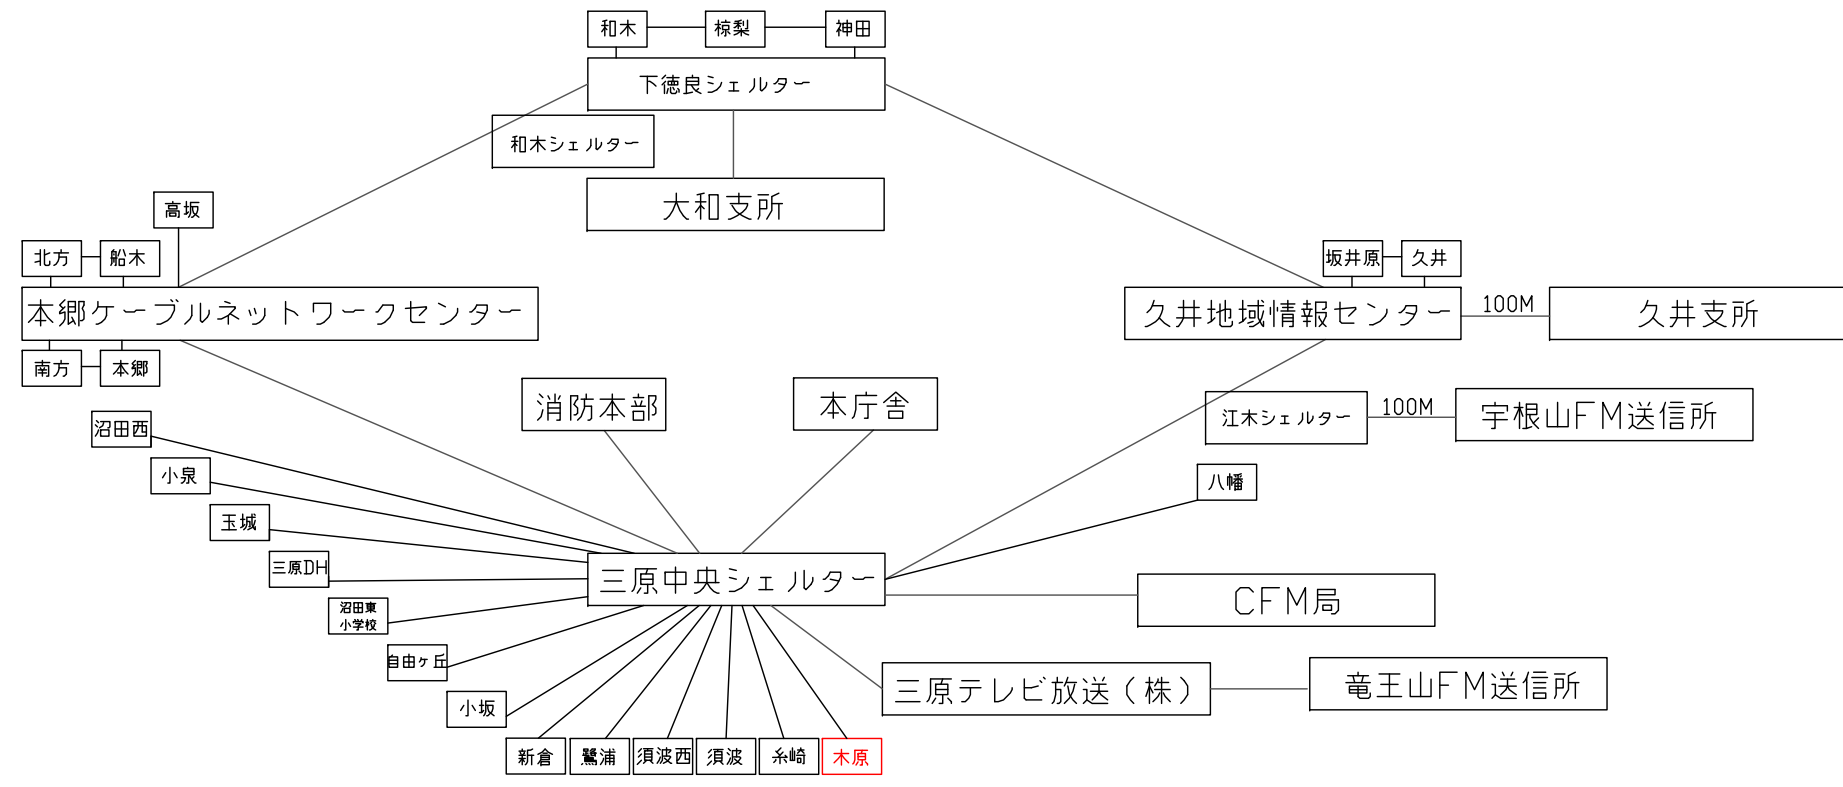 和木
椋梨
神田
下徳良シェルター
和木シェルター
大和支所
高坂
北方
船木
坂井原
久井
本郷ケーブルネットワークセンター
久井地域情報センター
100M
久井支所
南方
本郷
消防本部
本庁舎
江木シェルター
100M
宇根山FM送信所
沼田西
小泉
八幡
玉城
三原DH
三原中央シェルター
CFM局
沼田東
小学校
自由ヶ丘
三原テレビ放送(株)
竜王山FM送信所
小坂
新倉
鷺浦
須波西
須波
糸崎
木原